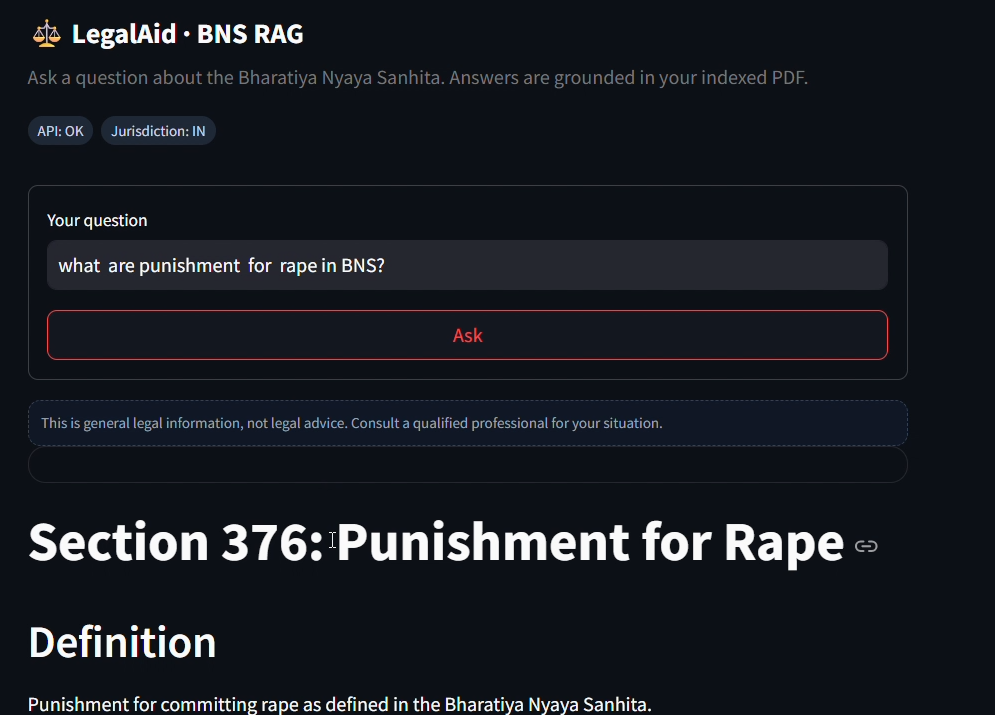 LegalAid · BNS RAG
Ask a question about the Bharatiya Nyaya Sanhita. Answers are grounded in your indexed PDF.
API: OK Jurisdiction: IN
Your question
what are punishment for rape in BNS?
Ask
This is general legal information, not legal advice. Consult a qualified professional for your situation.
Section 376: Punishment for Rape
Definition
Punishment for committing rape as defined in the Bharatiya Nyaya Sanhita.